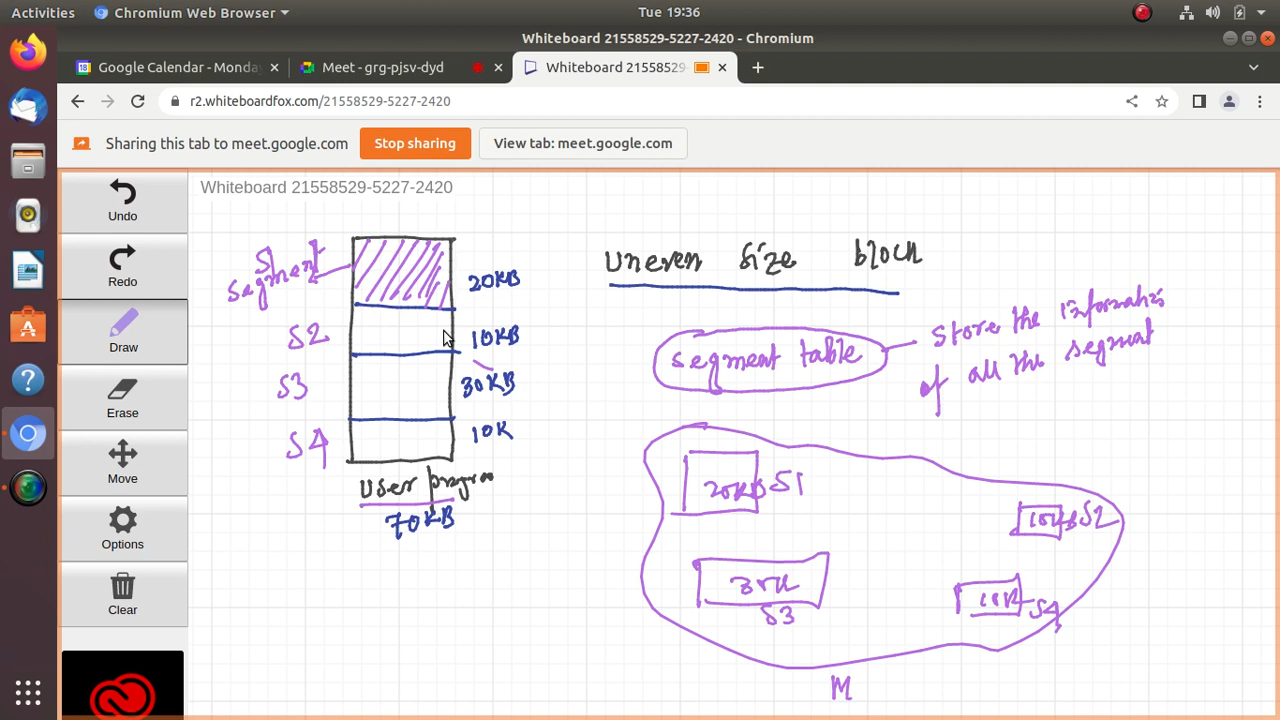 Activities
Chromium Web Browser
Tue 19:36
Whiteboard 21558529-5227-2420 - Chromium
Google Calendar - Monda
Meet - grg-pjsv-dyd
Whiteboard 21558529-
r2.whiteboardfox.com/21558529-5227-2420
Sharing this tab to meet.google.com
Stop sharing
View tab: meet.google.com
Undo
Redo
Draw
Erase
Move
Options
Clear
Whiteboard 21558529-5227-2420
S1
segment
20KB
S2
10KB
S3
30KB
S4
10K
User program
70KB
Uneven size block
segment table
Store the information
of all the segment
20KB S1
10KB S2
30K
S3
10K S4
M